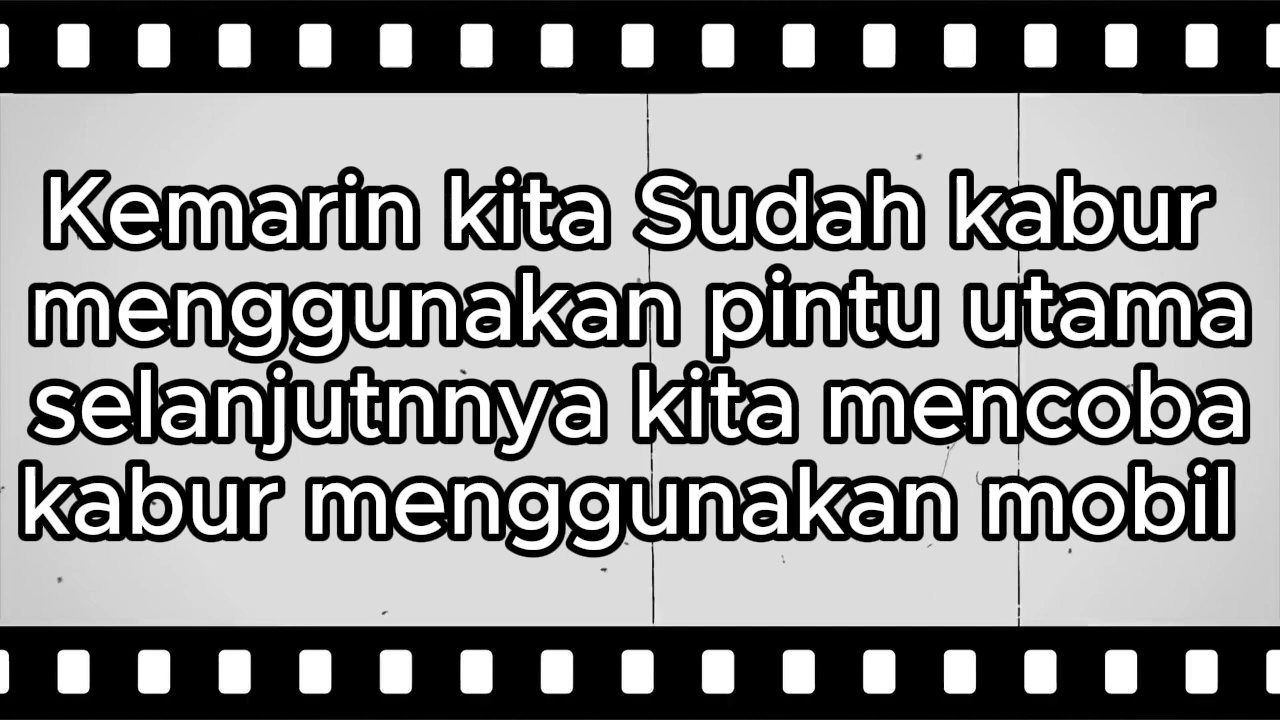 Kemarin kita Sudah kabur
menggunakan pintu utama
selanjutnnya kita mencoba
kabur menggunakan mobil